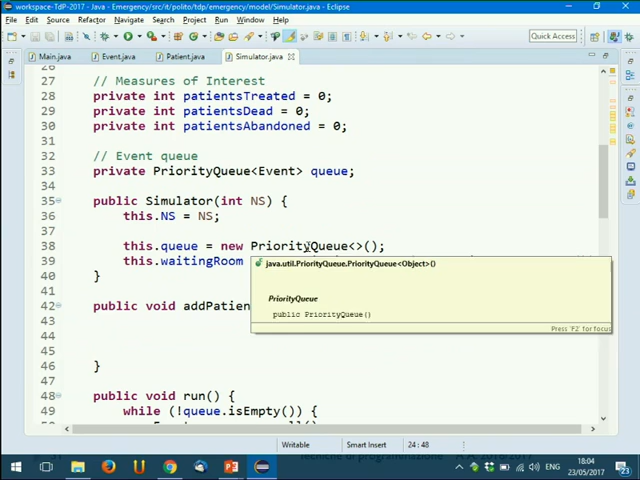 workspace-TdP-2017 - Java - Emergency/src/it/polito/tdp/emergency/model/Simulator.java - Eclipse
File Edit Source Refactor Navigate Search Project Run Window Help
Quick Access
Main.java Event.java Patient.java Simulator.java
26
27 // Measures of Interest
28 private int patientsTreated = 0;
29 private int patientsDead = 0;
30 private int patientsAbandoned = 0;
31
32 // Event queue
33 private PriorityQueue<Event> queue;
34
35 public Simulator(int NS) {
36 this.NS = NS;
37
38 this.queue = new PriorityQueue<>();
39 this.waitingRoom
java.util.PriorityQueue.PriorityQueue<Object>()
40 }
41
PriorityQueue
42 public void addPatien
public PriorityQueue()
43
Press 'F2' for focus
44
45
46 }
47
48 public void run() {
49 while (!queue.isEmpty()) {
Writable Smart Insert 24 : 48
18:04
23/05/2017